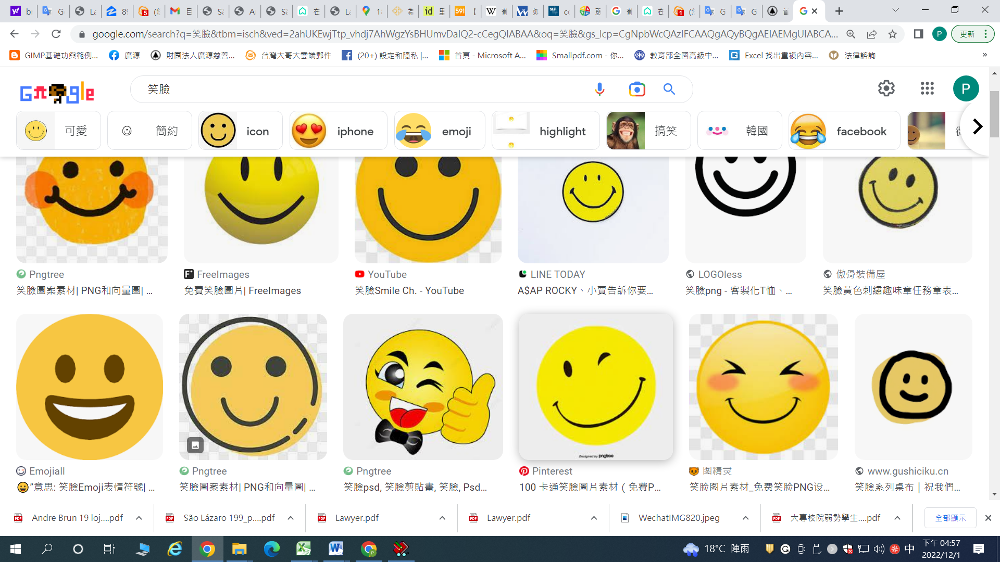 google.com/search?q=笑臉&tbm=isch&ved=2ahUKEwjTtp_vhdj7AhWgzYsBHUmvDaIQ2-cCegQIABAA&oq=笑臉&gs_lcp=CgNpbWcQAzIFCAAQgAQyBQgAEIAEMgUIABCA...
更新
GIMP基礎功與範例...
廣源
財團法人廣源慈善...
台灣大哥大雲端郵件
(20+) 設定和隱私 |...
首頁 - Microsoft A...
Smallpdf.com - 你...
教育部全國高級中...
Excel 找出重複內容...
法律諮詢
Google
笑臉
P
可愛
簡約
icon
iphone
emoji
highlight
搞笑
韓國
facebook
Pngtree
FreeImages
YouTube
LINE TODAY
LOGOless
傲骨裝備屋
笑臉圖案素材| PNG和向量圖| ...
免費笑臉圖片| FreeImages
笑臉Smile Ch. - YouTube
A$AP ROCKY、小賈告訴你要...
笑臉png - 客製化T恤、...
笑臉黃色刺繡趣味章任務章表...
Designed by pngtree
Emojiall
Pngtree
Pngtree
Pinterest
图精灵
www.gushiciku.cn
😀”意思: 笑臉Emoji表情符號| ...
笑臉圖案素材| PNG和向量圖| ...
笑臉psd, 笑臉剪貼畫, 笑臉, Psd...
100 卡通笑臉圖片素材（免費P...
笑脸图片素材_免费笑脸PNG设...
笑臉系列桌布｜祝我們...
Andre Brun 19 loj....pdf
São Lázaro 199_p....pdf
Lawyer.pdf
Lawyer.pdf
WechatIMG820.jpeg
大專校院弱勢學生....pdf
全部顯示
18°C 陣雨
中
下午 04:57
2022/12/1